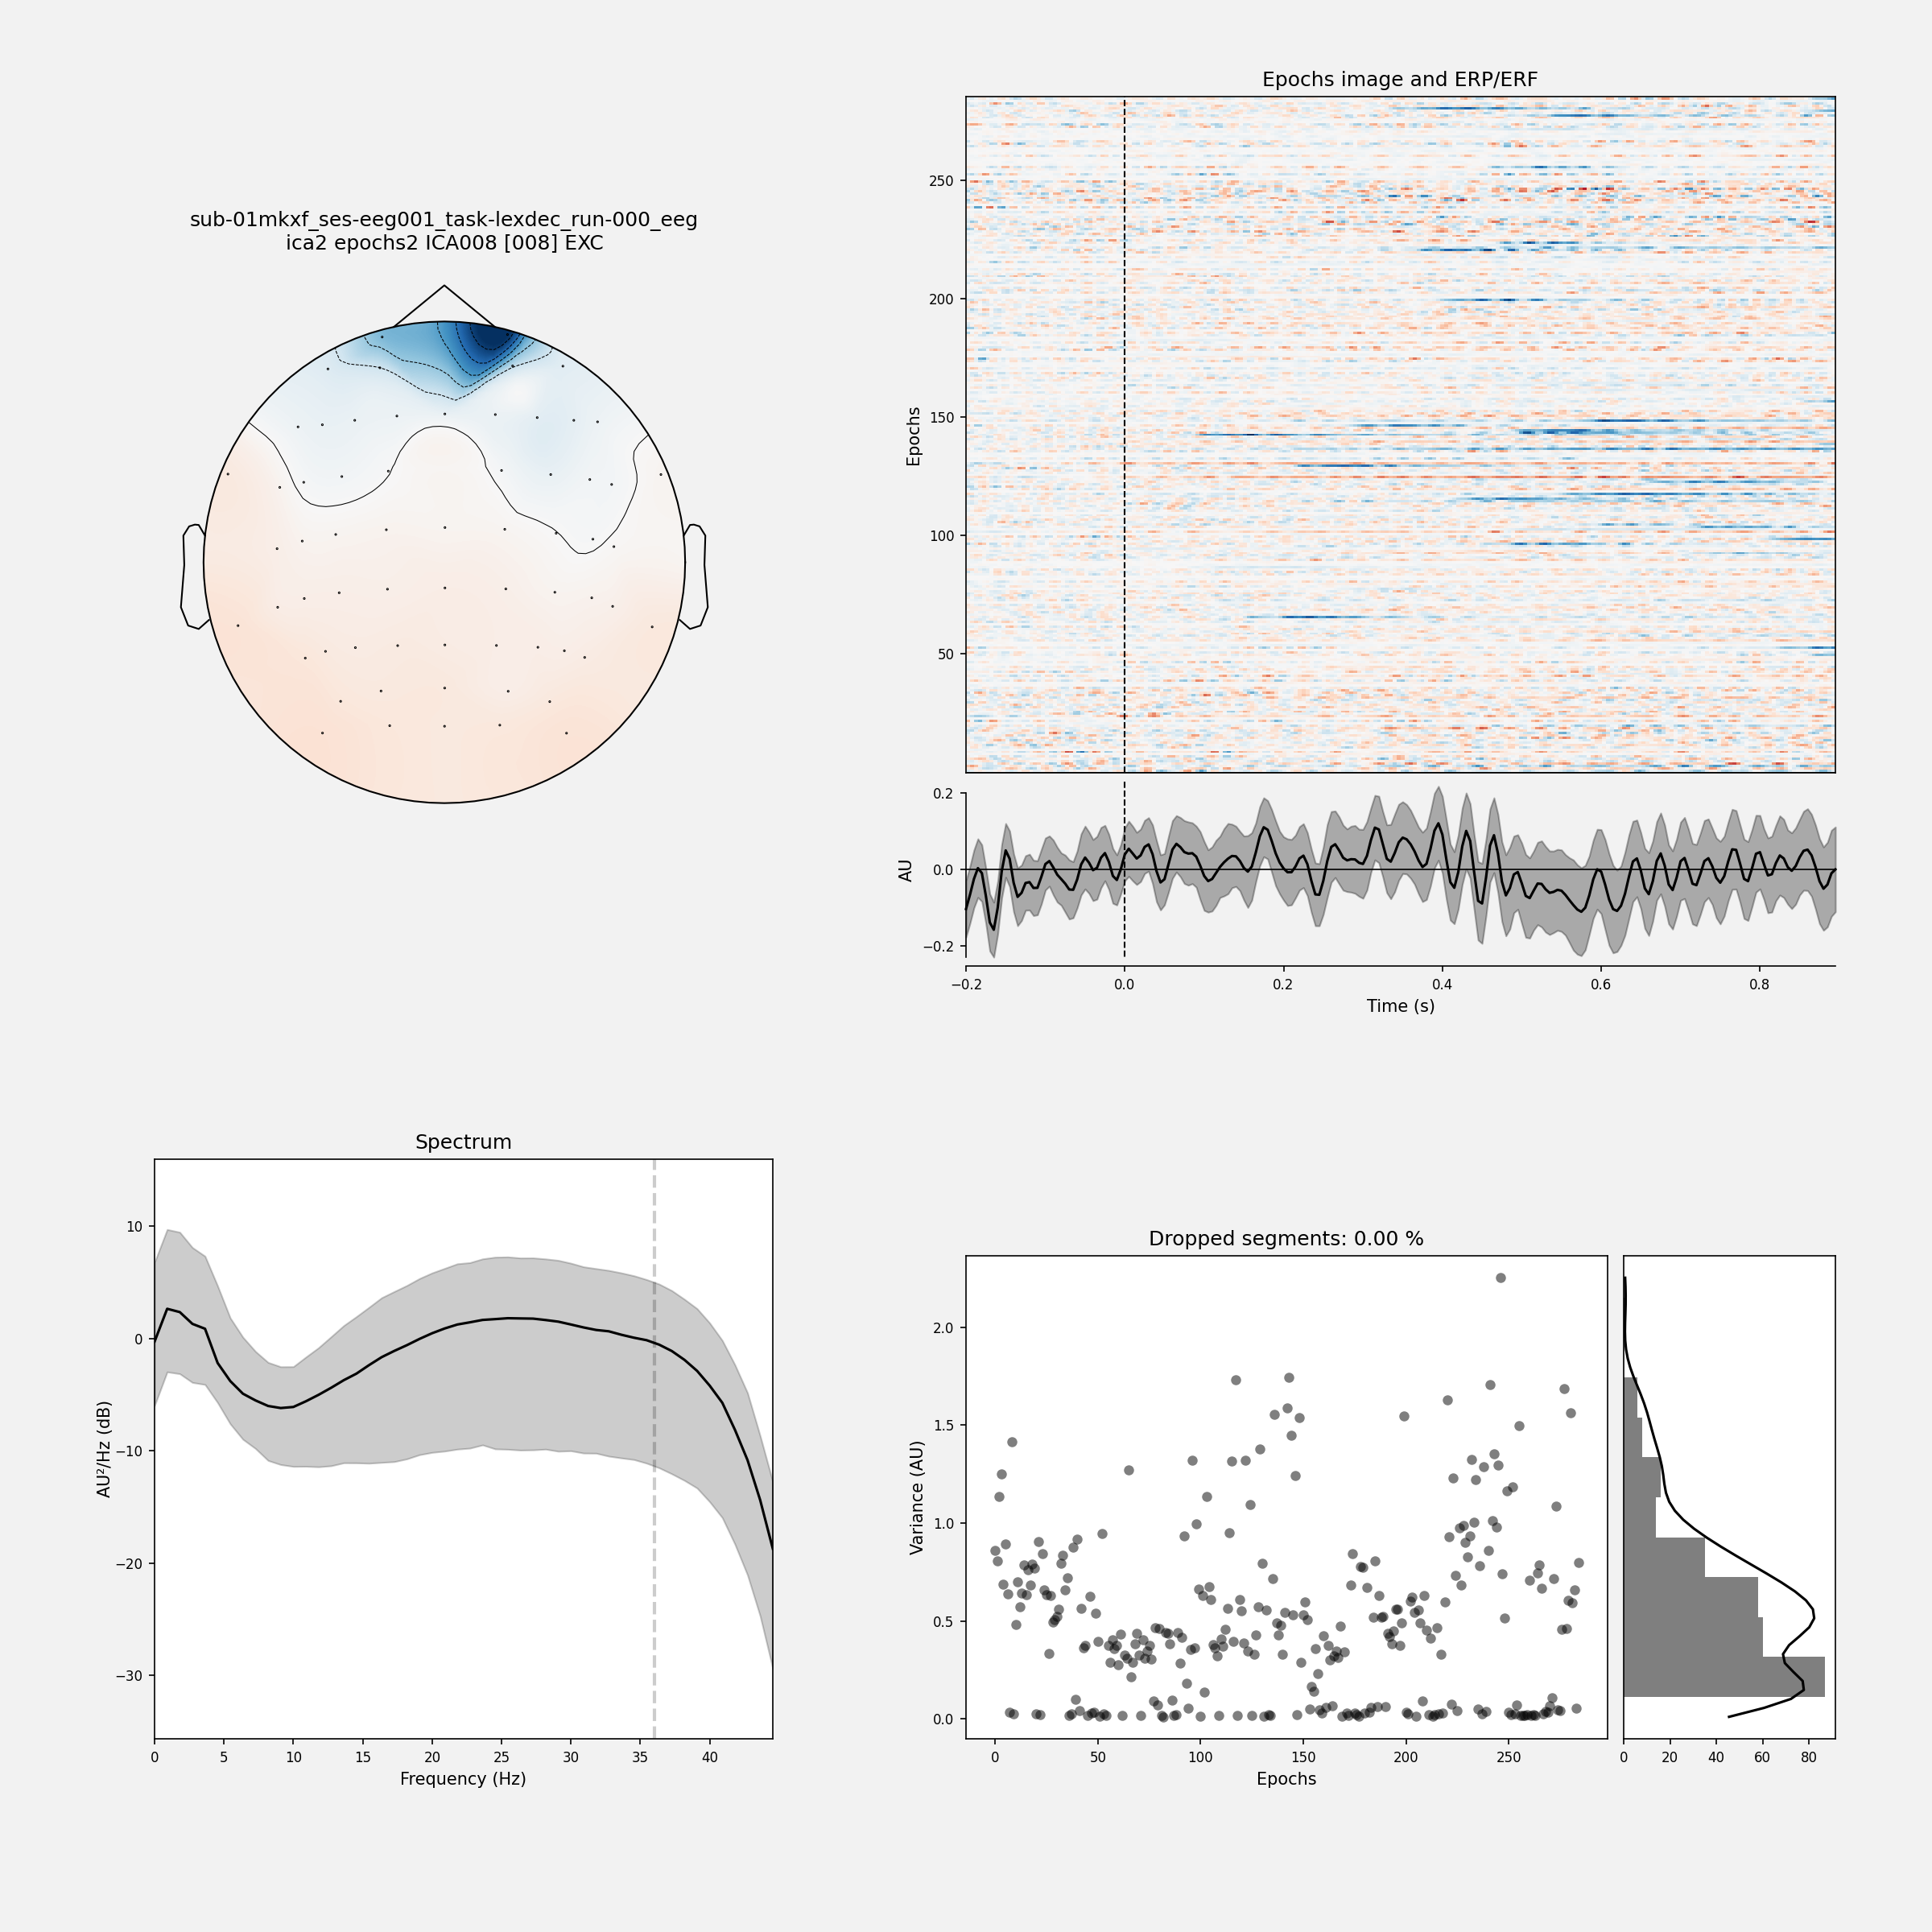 sub-01mkxf_ses-eeg001_task-lexdec_run-000_eeg
ica2 epochs2 ICA008 [008] EXC
Epochs image and ERP/ERF
Epochs
250
200
150
100
50
AU
0.2
0.0
−0.2
−0.2 0.0 0.2 0.4 0.6 0.8
Time (s)
Spectrum
AU²/Hz (dB)
10
0
−10
−20
−30
0 5 10 15 20 25 30 35 40
Frequency (Hz)
Dropped segments: 0.00 %
Variance (AU)
2.0
1.5
1.0
0.5
0.0
0 50 100 150 200 250
Epochs
0 20 40 60 80